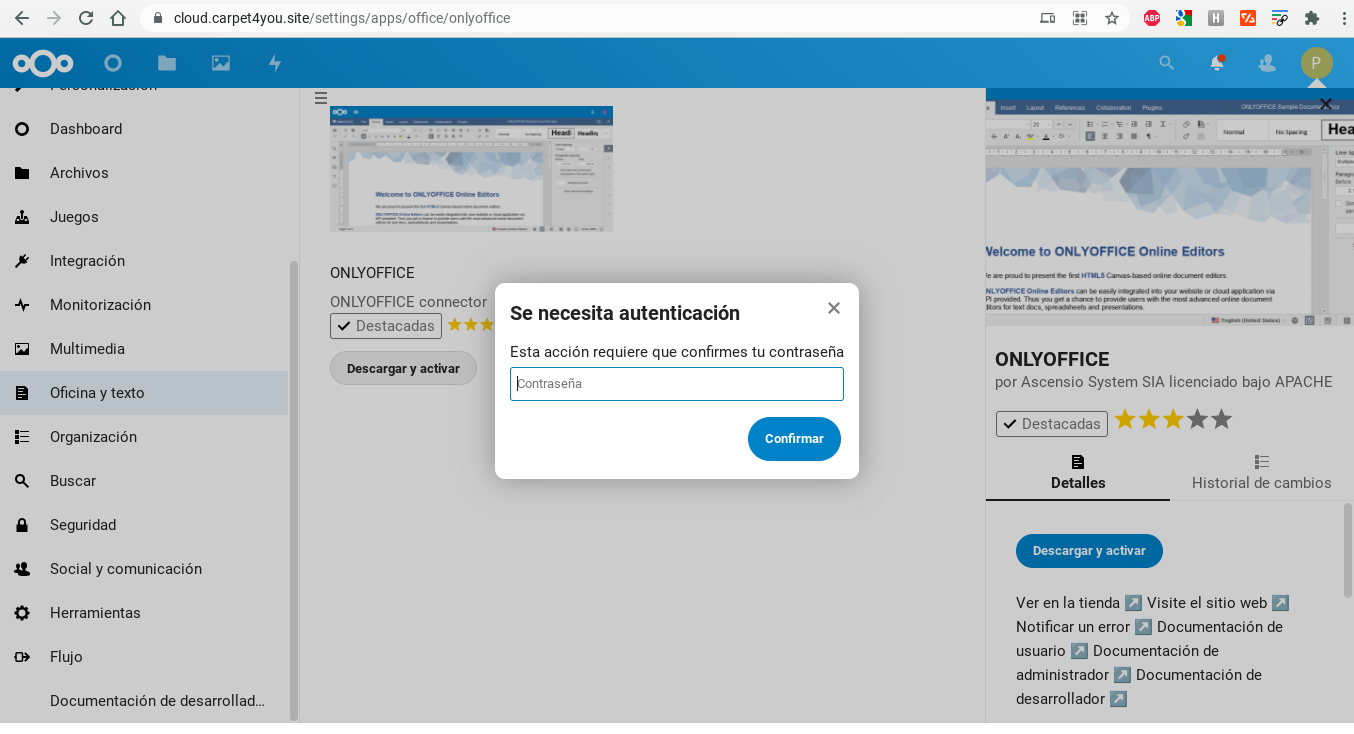 cloud.carpet4you.site/settings/apps/office/onlyoffice
ABP
H
P
Personalización
Dashboard
Archivos
Juegos
Integración
Monitorización
Multimedia
Oficina y texto
Organización
Buscar
Seguridad
Social y comunicación
Herramientas
Flujo
Documentación de desarrollad...
Welcome to ONLYOFFICE Online Editors
ONLYOFFICE
ONLYOFFICE connector
Destacadas
Descargar y activar
Se necesita autenticación
Esta acción requiere que confirmes tu contraseña
Contraseña
Confirmar
ONLYOFFICE Sample Document
Insert Layout References Collaboration Plugins
Normal No Spacing Head
Welcome to ONLYOFFICE Online Editors
We are proud to present the first HTML5 Canvas-based online document editors.
ONLYOFFICE Online Editors can be easily integrated into your website or cloud application via
API provided. Thus you get a chance to provide users with the most advanced online document
editors for text docs, spreadsheets and presentations.
English (United States)
ONLYOFFICE
por Ascensio System SIA licenciado bajo APACHE
Destacadas
Detalles
Historial de cambios
Descargar y activar
Ver en la tienda ↗ Visite el sitio web ↗
Notificar un error ↗ Documentación de
usuario ↗ Documentación de
administrador ↗ Documentación de
desarrollador ↗